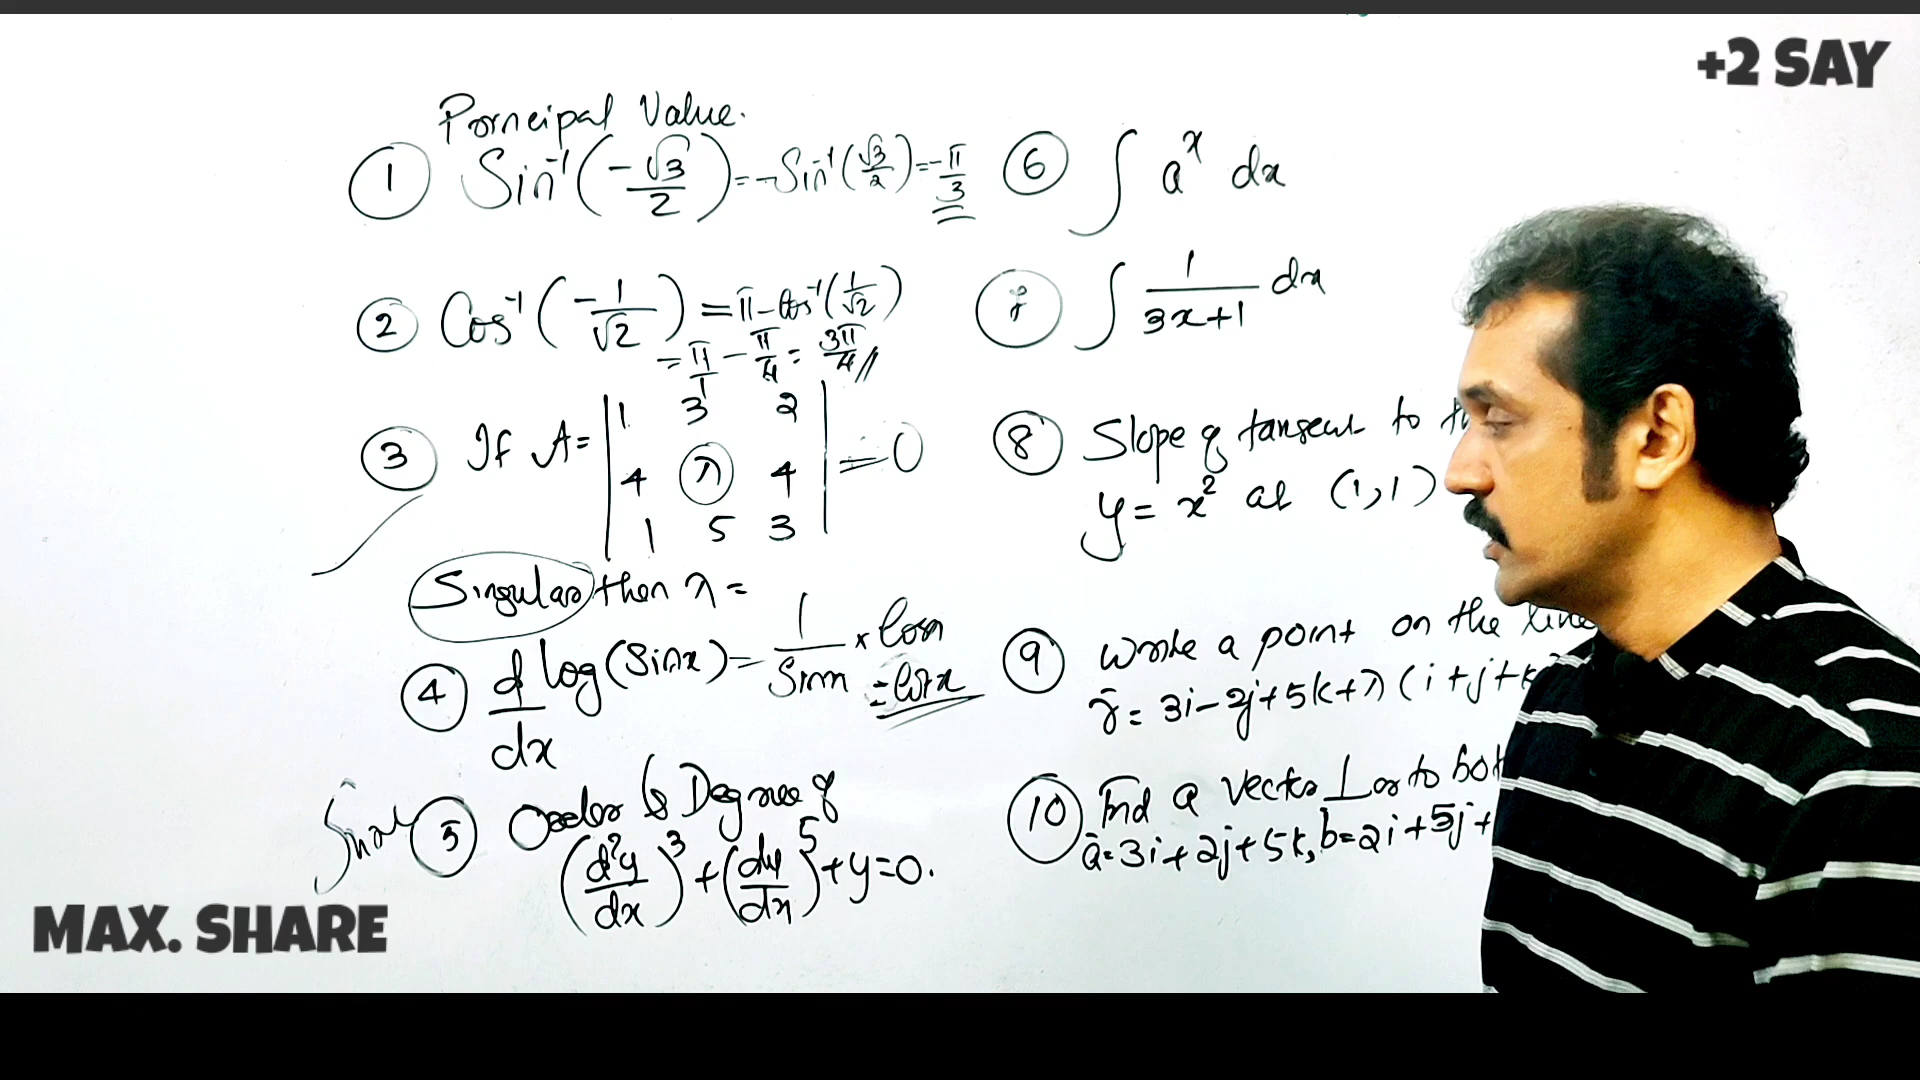 +2 SAY
Principal Value.
① Sin⁻¹(-√3/2) = -Sin⁻¹(√3/2) = -π/3
② Cos⁻¹(-1/√2) = π - Cos⁻¹(1/√2)
= π/1 - π/4 = 3π/4 //
③ If A = | 1 3 2 |
| 4 λ 4 | = 0
| 1 5 3 |
Singular then λ =
④ d/dx log(Sinx) = 1/Sinx × Cosx
= Cotx
⑤ Order & Degree of
(d²y/dx)³ + (dy/dx)⁵ + y = 0.
⑥ ∫ aˣ dx
⑦ ∫ 1/(3x+1) dx
⑧ Slope of tangent to
y = x² at (1,1)
⑨ Write a point on the line
r̄ = 3i - 2j + 5k + λ(i + j + k
⑩ Find a vector ⊥ar to bot
ā = 3i + 2j + 5k, b = 2i + 5j +
MAX. SHARE